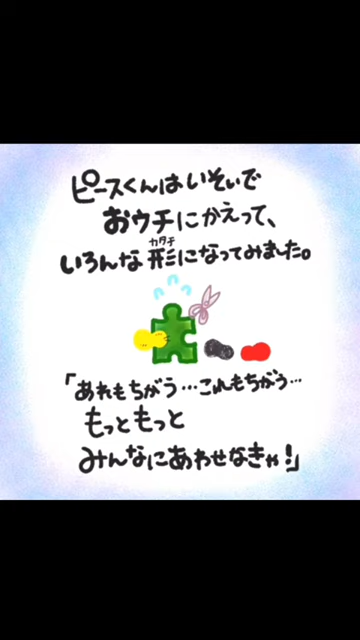 ピースくんはいそいで
おウチにかえって、
カタチ
いろんな形になってみました。
「あれもちがう…これもちがう…
もっともっと
みんなにあわせなきゃ!」